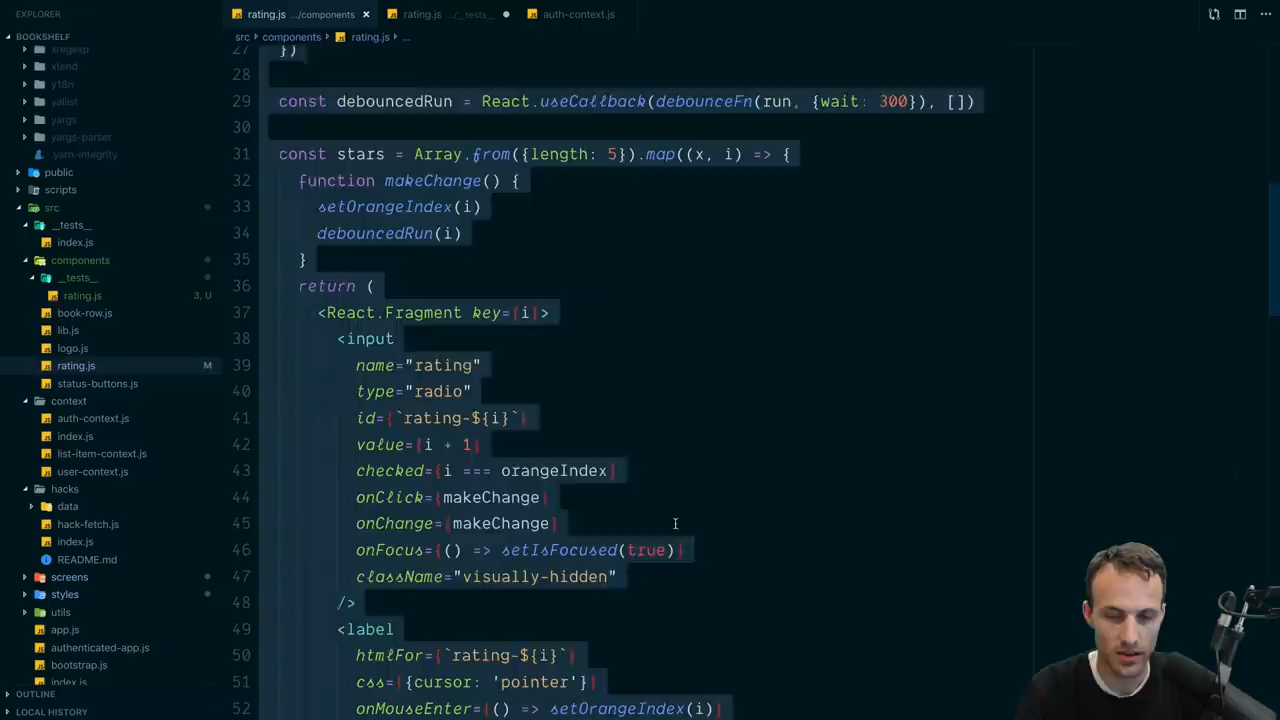 EXPLORER
rating.js .../components ×
rating.js .../__tests__
auth-context.js
BOOKSHELF
src > components > rating.js > ...
xregexp
xtend
y18n
yallist
yargs
yargs-parser
.yarn-integrity
public
scripts
src
__tests__
index.js
components
__tests__
rating.js 3, U
book-row.js
lib.js
logo.js
rating.js M
status-buttons.js
context
auth-context.js
index.js
list-item-context.js
user-context.js
hacks
data
hack-fetch.js
index.js
README.md
screens
styles
utils
app.js
authenticated-app.js
bootstrap.js
index.js
OUTLINE
LOCAL HISTORY
27 })
28
29 const debouncedRun = React.useCallback(debounceFn(run, {wait: 300}), [])
30
31 const stars = Array.from({length: 5}).map((x, i) => {
32 function makeChange() {
33 setOrangeIndex(i)
34 debouncedRun(i)
35 }
36 return (
37 <React.Fragment key={i}>
38 <input
39 name="rating"
40 type="radio"
41 id={`rating-${i}`}
42 value={i + 1}
43 checked={i === orangeIndex}
44 onClick={makeChange}
45 onChange={makeChange}
46 onFocus={() => setIsFocused(true)}
47 className="visually-hidden"
48 />
49 <label
50 htmlFor={`rating-${i}`}
51 css={{cursor: 'pointer'}}
52 onMouseEnter={() => setOrangeIndex(i)}